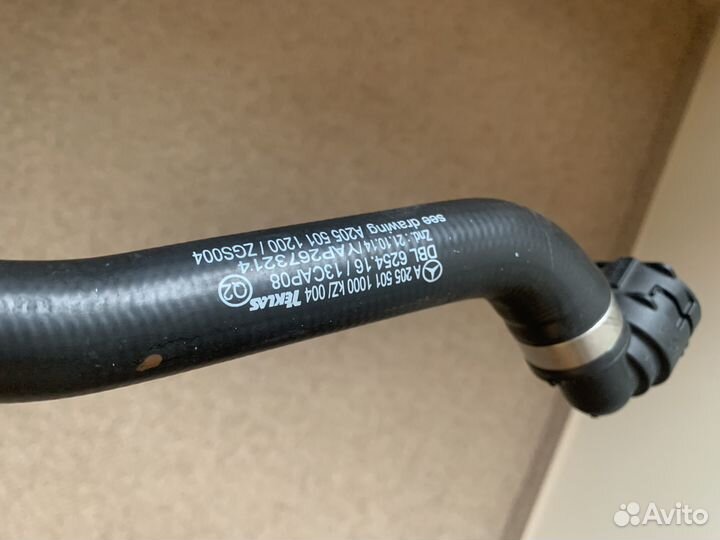 A 205 501 1000 kZ/ 004 TEKLAS Q2
DBL 6254.16 / 13CAP08
Znt.: 21.10.14 / YAP2673214
see drawing A205 501 1200 / ZGS004
Avito